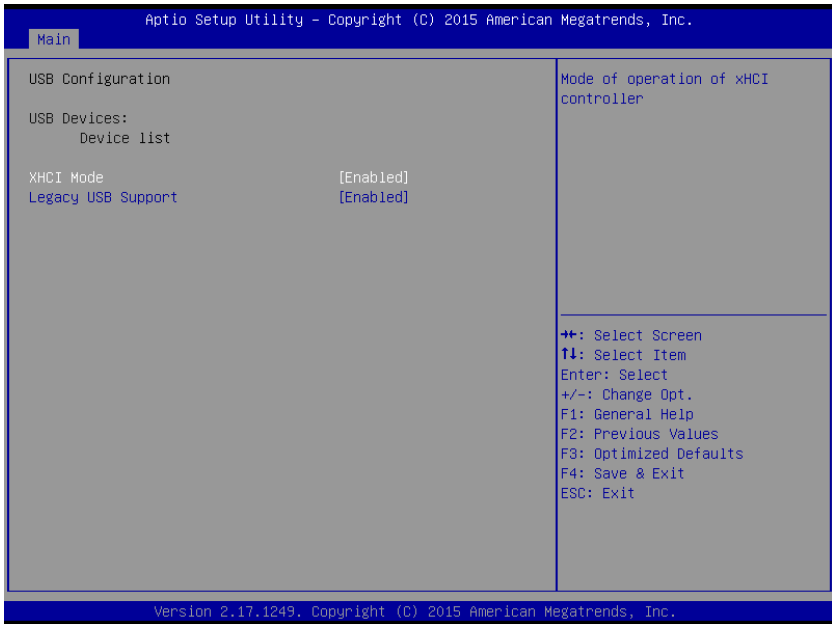 Aptio Setup Utility – Copyright (C) 2015 American Megatrends, Inc.
Main
USB Configuration
USB Devices:
Device list
XHCI Mode [Enabled]
Legacy USB Support [Enabled]
Mode of operation of xHCI
controller
→←: Select Screen
↑↓: Select Item
Enter: Select
+/-: Change Opt.
F1: General Help
F2: Previous Values
F3: Optimized Defaults
F4: Save & Exit
ESC: Exit
Version 2.17.1249. Copyright (C) 2015 American Megatrends, Inc.